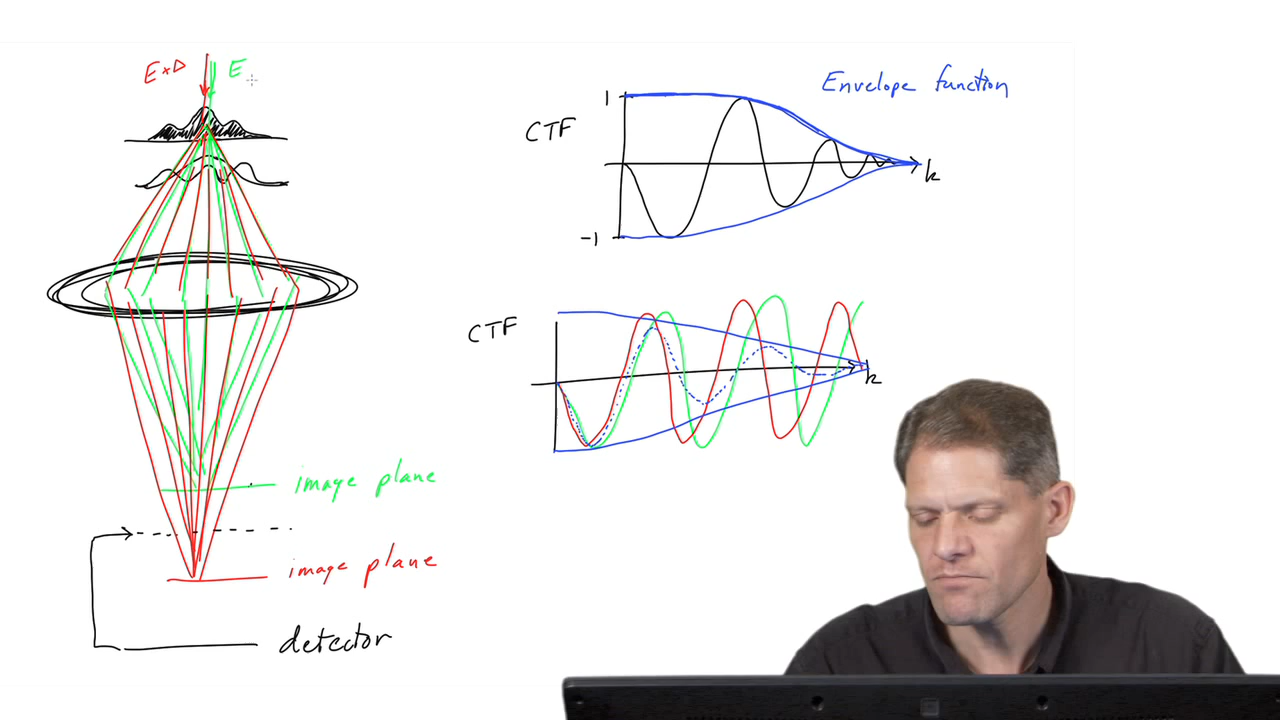 E+Δ E
Envelope function
1
CTF
k
-1
CTF
k
image plane
image plane
detector